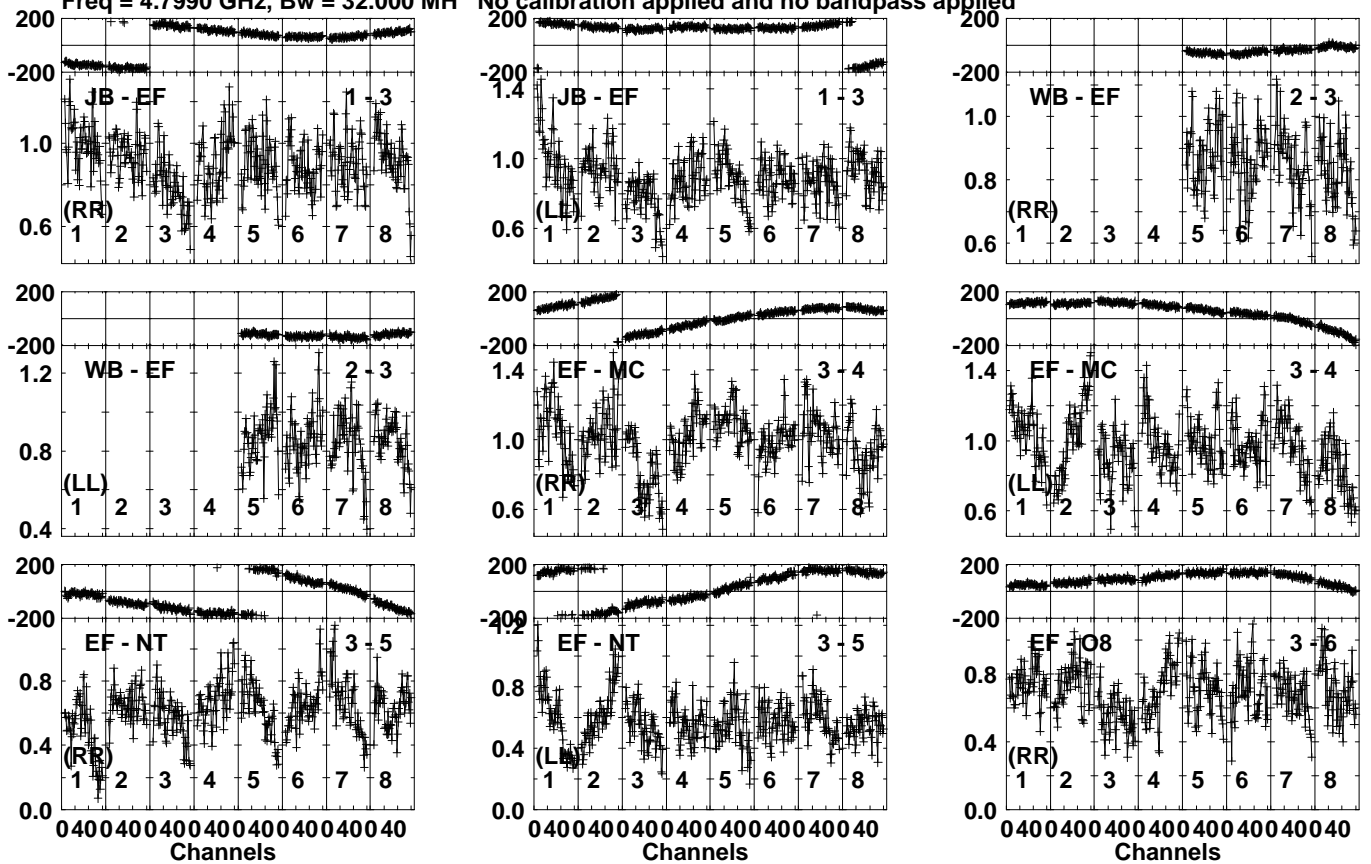 Freq = 4.7990 GHz, Bw = 32.000 MH No calibration applied and no bandpass applied
200
-200
JB - EF 1 - 3
1.0
0.6
(RR)
1 2 3 4 5 6 7 8
200
-200
1.4
JB - EF 1 - 3
1.0
0.6
(LL)
1 2 3 4 5 6 7 8
200
-200
WB - EF 2 - 3
1.0
0.8
0.6
(RR)
1 2 3 4 5 6 7 8
200
-200
WB - EF 2 - 3
1.2
0.8
0.4
(LL)
1 2 3 4 5 6 7 8
200
-200
EF - MC 3 - 4
1.4
1.0
0.6
(RR)
1 2 3 4 5 6 7 8
200
-200
EF - MC 3 - 4
1.4
1.0
0.6
(LL)
1 2 3 4 5 6 7 8
200
-200
EF - NT 3 - 5
0.8
0.4
0.0
(RR)
1 2 3 4 5 6 7 8
0 40 0 40 0 40 0 40 0 40 0 40 0 40 0 40
Channels
200
-200
1.2
EF - NT 3 - 5
0.8
0.4
0.0
(LL)
1 2 3 4 5 6 7 8
0 40 0 40 0 40 0 40 0 40 0 40 0 40 0 40
Channels
200
-200
EF - O8 3 - 6
0.8
0.4
0.0
(RR)
1 2 3 4 5 6 7 8
0 40 0 40 0 40 0 40 0 40 0 40 0 40 0 40
Channels